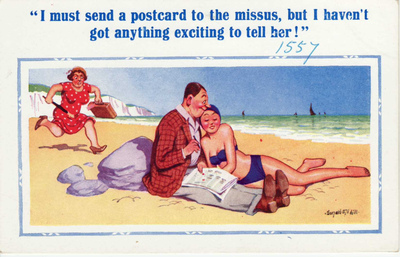 "I must send a postcard to the missus, but I haven't
got anything exciting to tell her!"
1557